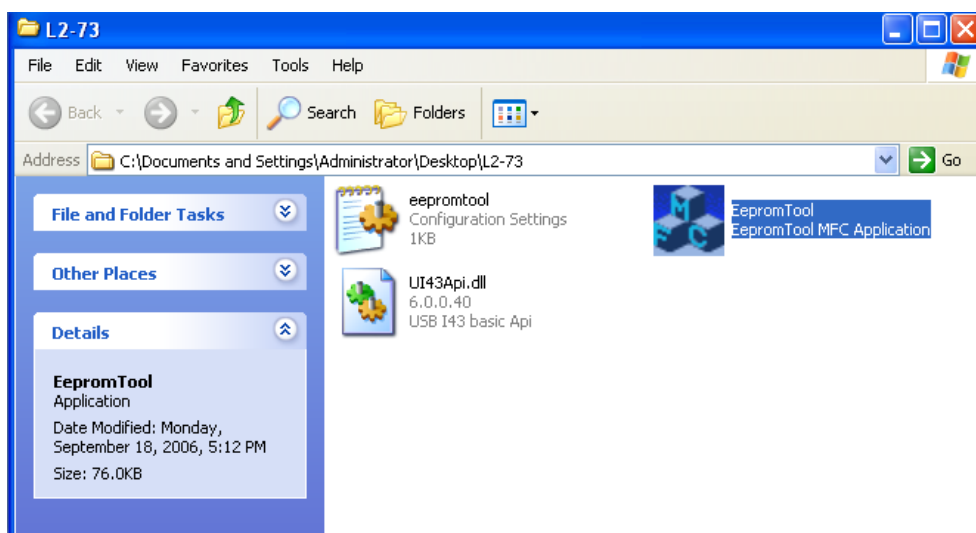 L2-73
File Edit View Favorites Tools Help
Back Search Folders
Address C:\Documents and Settings\Administrator\Desktop\L2-73 Go
File and Folder Tasks
Other Places
Details
EepromTool
Application
Date Modified: Monday,
September 18, 2006, 5:12 PM
Size: 76.0KB
eepromtool
Configuration Settings
1KB
EepromTool
EepromTool MFC Application
MFC
UI43Api.dll
6.0.0.40
USB I43 basic Api